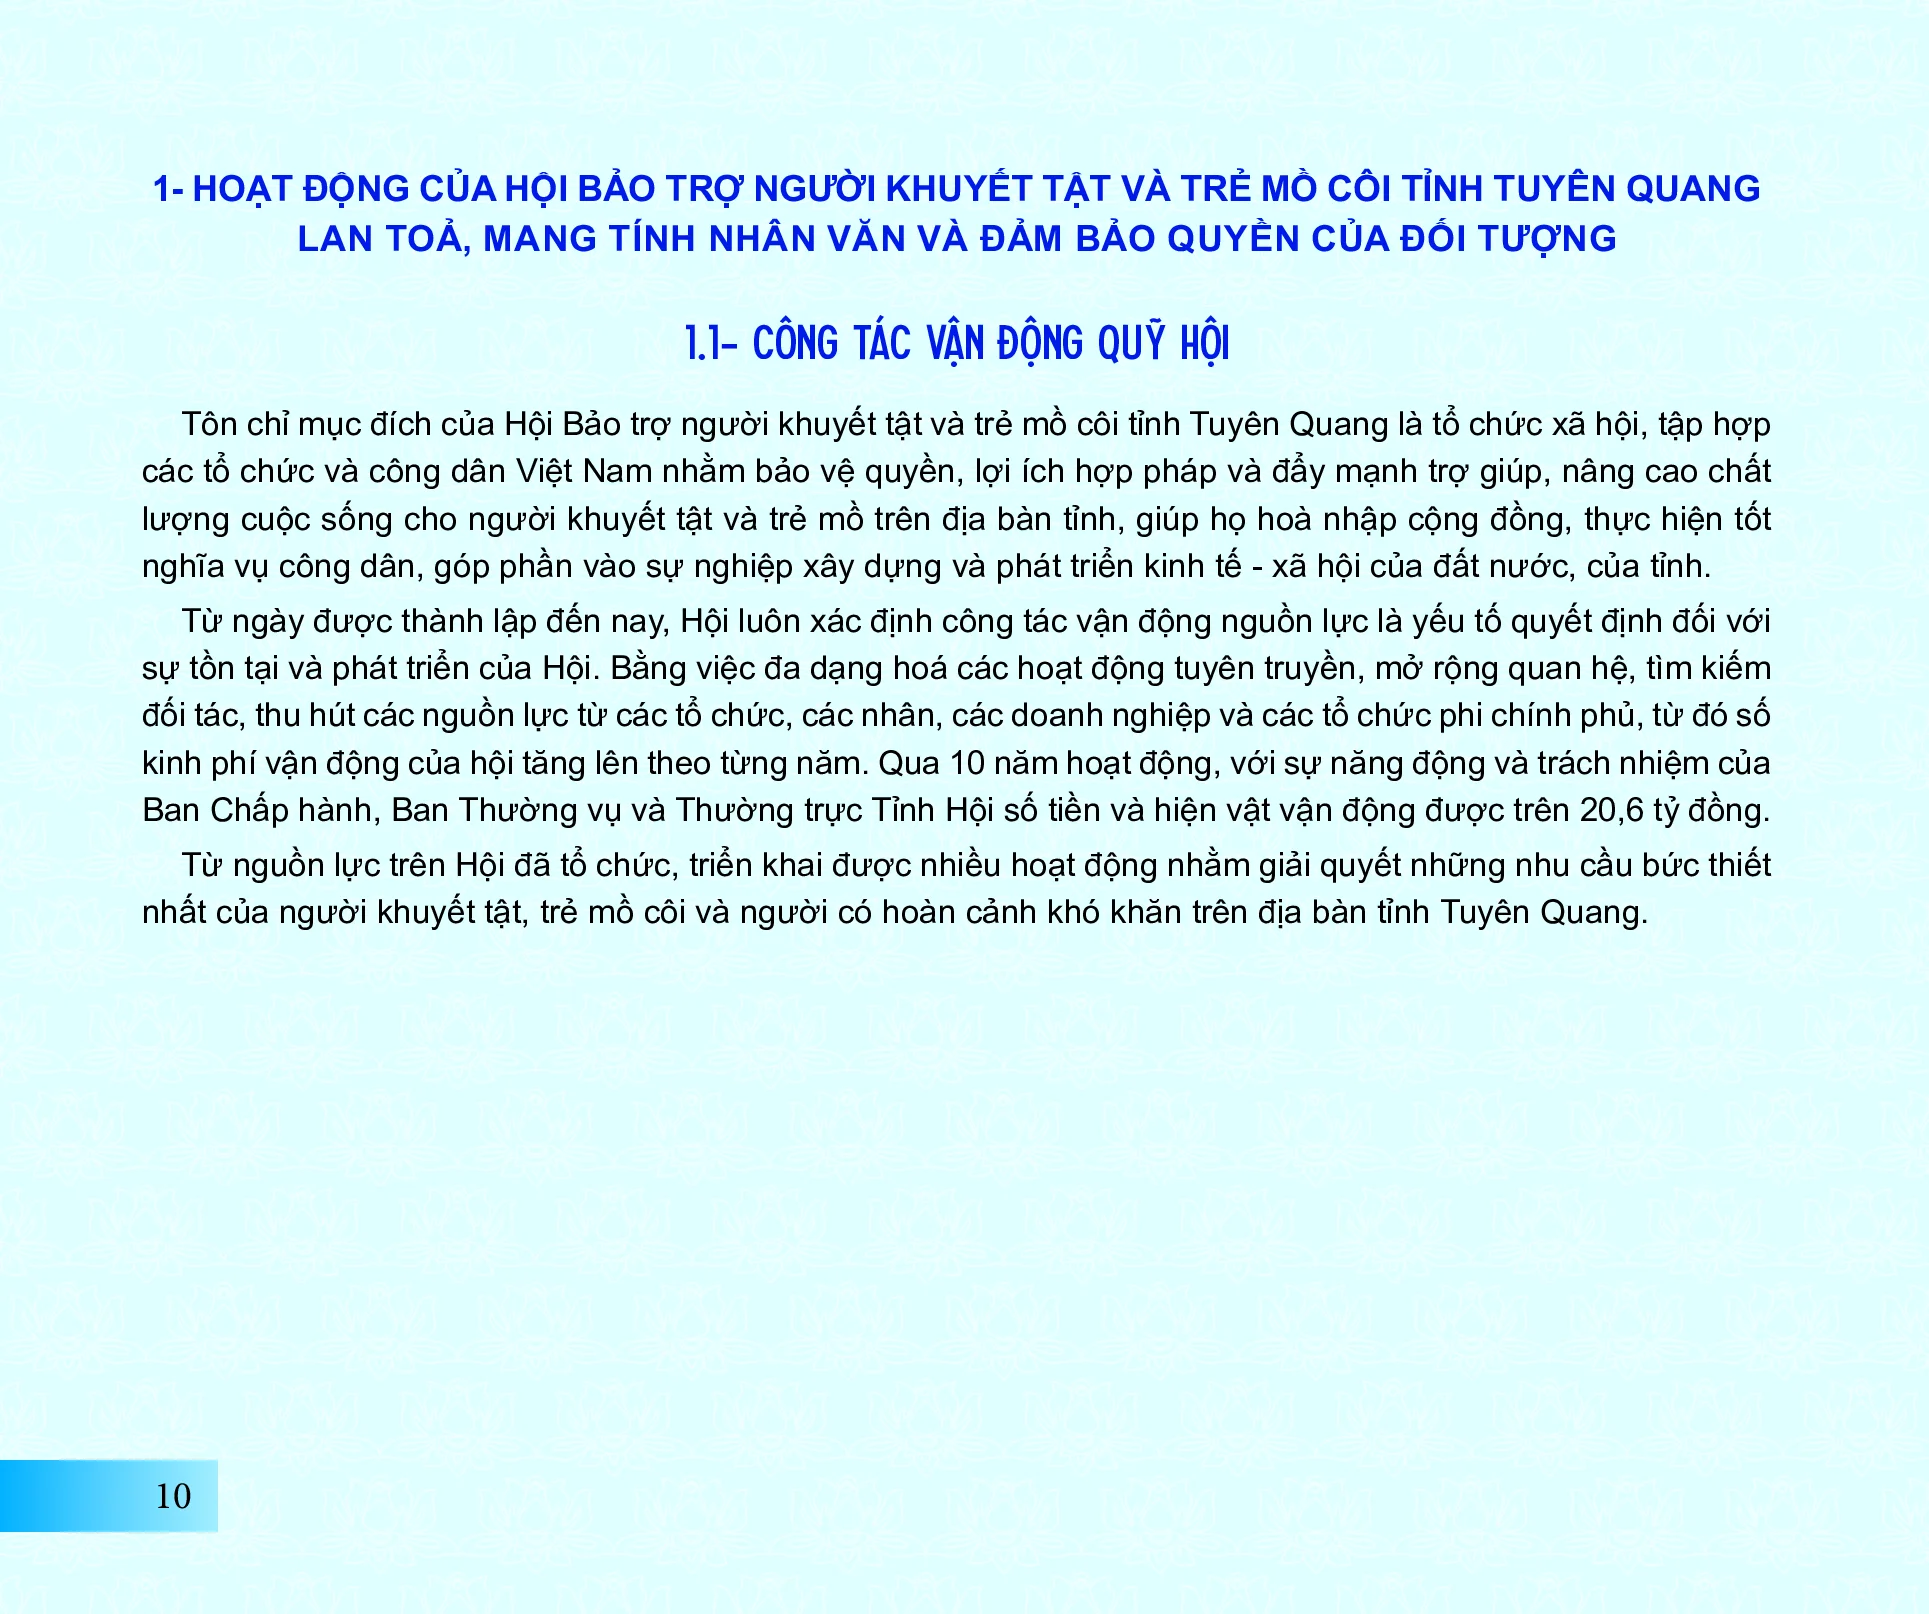 1- HOẠT ĐỘNG CỦA HỘI BẢO TRỢ NGƯỜI KHUYẾT TẬT VÀ TRẺ MỒ CÔI TỈNH TUYÊN QUANG
LAN TOẢ, MANG TÍNH NHÂN VĂN VÀ ĐẢM BẢO QUYỀN CỦA ĐỐI TƯỢNG
1.1- CÔNG TÁC VẬN ĐỘNG QUỸ HỘI
Tôn chỉ mục đích của Hội Bảo trợ người khuyết tật và trẻ mồ côi tỉnh Tuyên Quang là tổ chức xã hội, tập hợp
các tổ chức và công dân Việt Nam nhằm bảo vệ quyền, lợi ích hợp pháp và đẩy mạnh trợ giúp, nâng cao chất
lượng cuộc sống cho người khuyết tật và trẻ mồ trên địa bàn tỉnh, giúp họ hoà nhập cộng đồng, thực hiện tốt
nghĩa vụ công dân, góp phần vào sự nghiệp xây dựng và phát triển kinh tế - xã hội của đất nước, của tỉnh.
Từ ngày được thành lập đến nay, Hội luôn xác định công tác vận động nguồn lực là yếu tố quyết định đối với
sự tồn tại và phát triển của Hội. Bằng việc đa dạng hoá các hoạt động tuyên truyền, mở rộng quan hệ, tìm kiếm
đối tác, thu hút các nguồn lực từ các tổ chức, các nhân, các doanh nghiệp và các tổ chức phi chính phủ, từ đó số
kinh phí vận động của hội tăng lên theo từng năm. Qua 10 năm hoạt động, với sự năng động và trách nhiệm của
Ban Chấp hành, Ban Thường vụ và Thường trực Tỉnh Hội số tiền và hiện vật vận động được trên 20,6 tỷ đồng.
Từ nguồn lực trên Hội đã tổ chức, triển khai được nhiều hoạt động nhằm giải quyết những nhu cầu bức thiết
nhất của người khuyết tật, trẻ mồ côi và người có hoàn cảnh khó khăn trên địa bàn tỉnh Tuyên Quang.
10